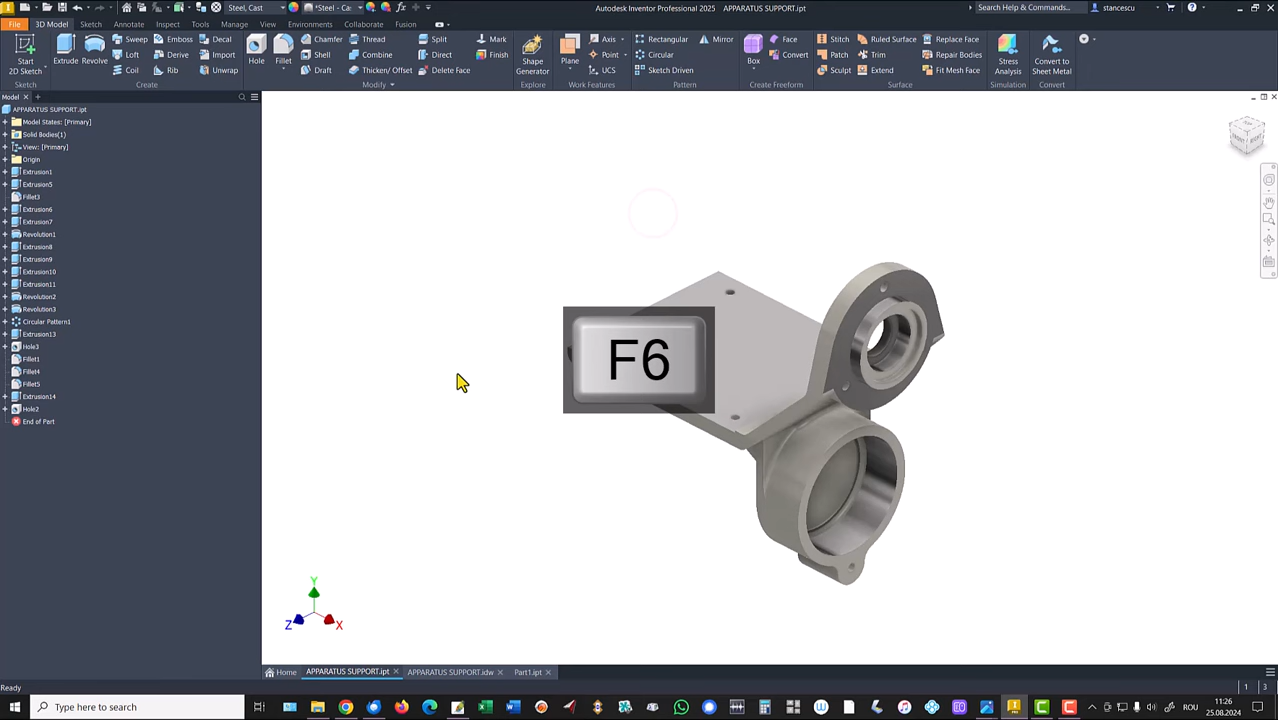 Steel, Cast
*Steel - Ca:
Autodesk Inventor Professional 2025 APPARATUS SUPPORT.ipt
Search Help & Commands...
stancescu
File 3D Model Sketch Annotate Inspect Tools Manage View Environments Collaborate Fusion
Start
2D Sketch
Extrude
Revolve
Sweep
Loft
Coil
Emboss
Derive
Rib
Decal
Import
Unwrap
Hole
Fillet
Chamfer
Shell
Draft
Thread
Combine
Thicken/ Offset
Split
Direct
Delete Face
Mark
Finish
Shape
Generator
Plane
Axis
Point
UCS
Rectangular
Circular
Sketch Driven
Mirror
Box
Face
Convert
Stitch
Patch
Sculpt
Ruled Surface
Trim
Extend
Replace Face
Repair Bodies
Fit Mesh Face
Stress
Analysis
Convert to
Sheet Metal
Sketch
Create
Modify
Explore
Work Features
Pattern
Create Freeform
Surface
Simulation
Convert
Model
APPARATUS SUPPORT.ipt
Model States: [Primary]
Solid Bodies(1)
View: [Primary]
Origin
Extrusion1
Extrusion5
Fillet3
Extrusion6
Extrusion7
Revolution1
Extrusion8
Extrusion9
Extrusion10
Extrusion11
Revolution2
Revolution3
Circular Pattern1
Extrusion13
Hole3
Fillet1
Fillet4
Fillet5
Extrusion14
Hole2
End of Part
TOP
FRONT
RIGHT
F6
Y
Z
X
Home
APPARATUS SUPPORT.ipt
APPARATUS SUPPORT.idw
Part1.ipt
Ready
1
3
Type here to search
ROU
11:26
25.08.2024